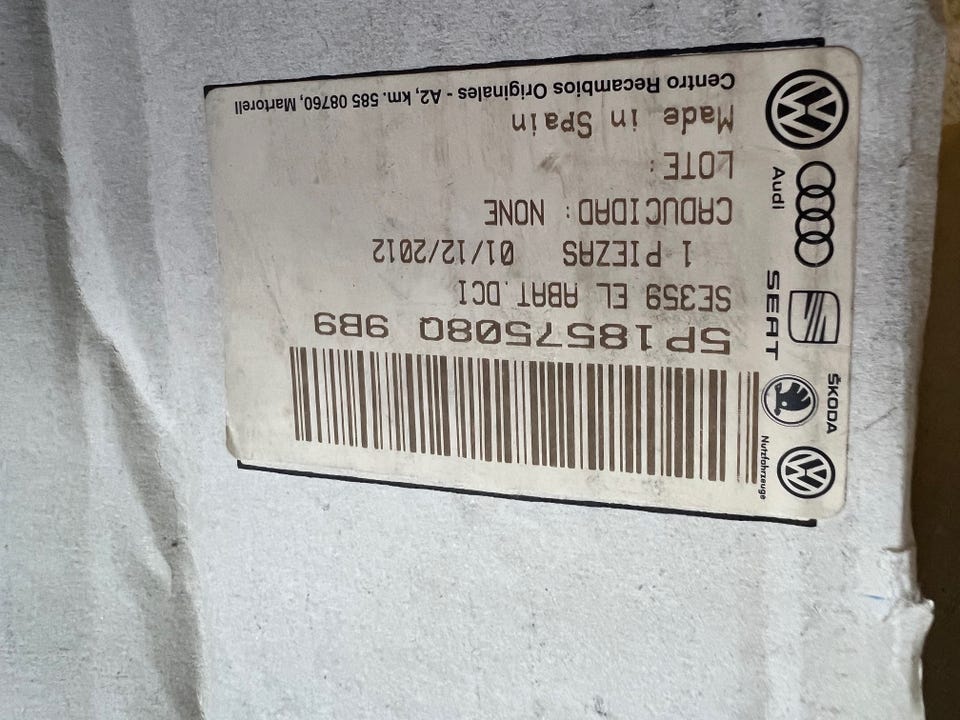 5P1857508Q 9B9
SE359 EL ABAT.DCI
1 PIEZAS 01/12/2012
CADUCIDAD: NONE
LOTE:
Made in Spain
Centro Recambios Originales - A2, km. 585 08760, Martorell
Nutzfahrzeuge
ŠKODA
SEAT
Audi